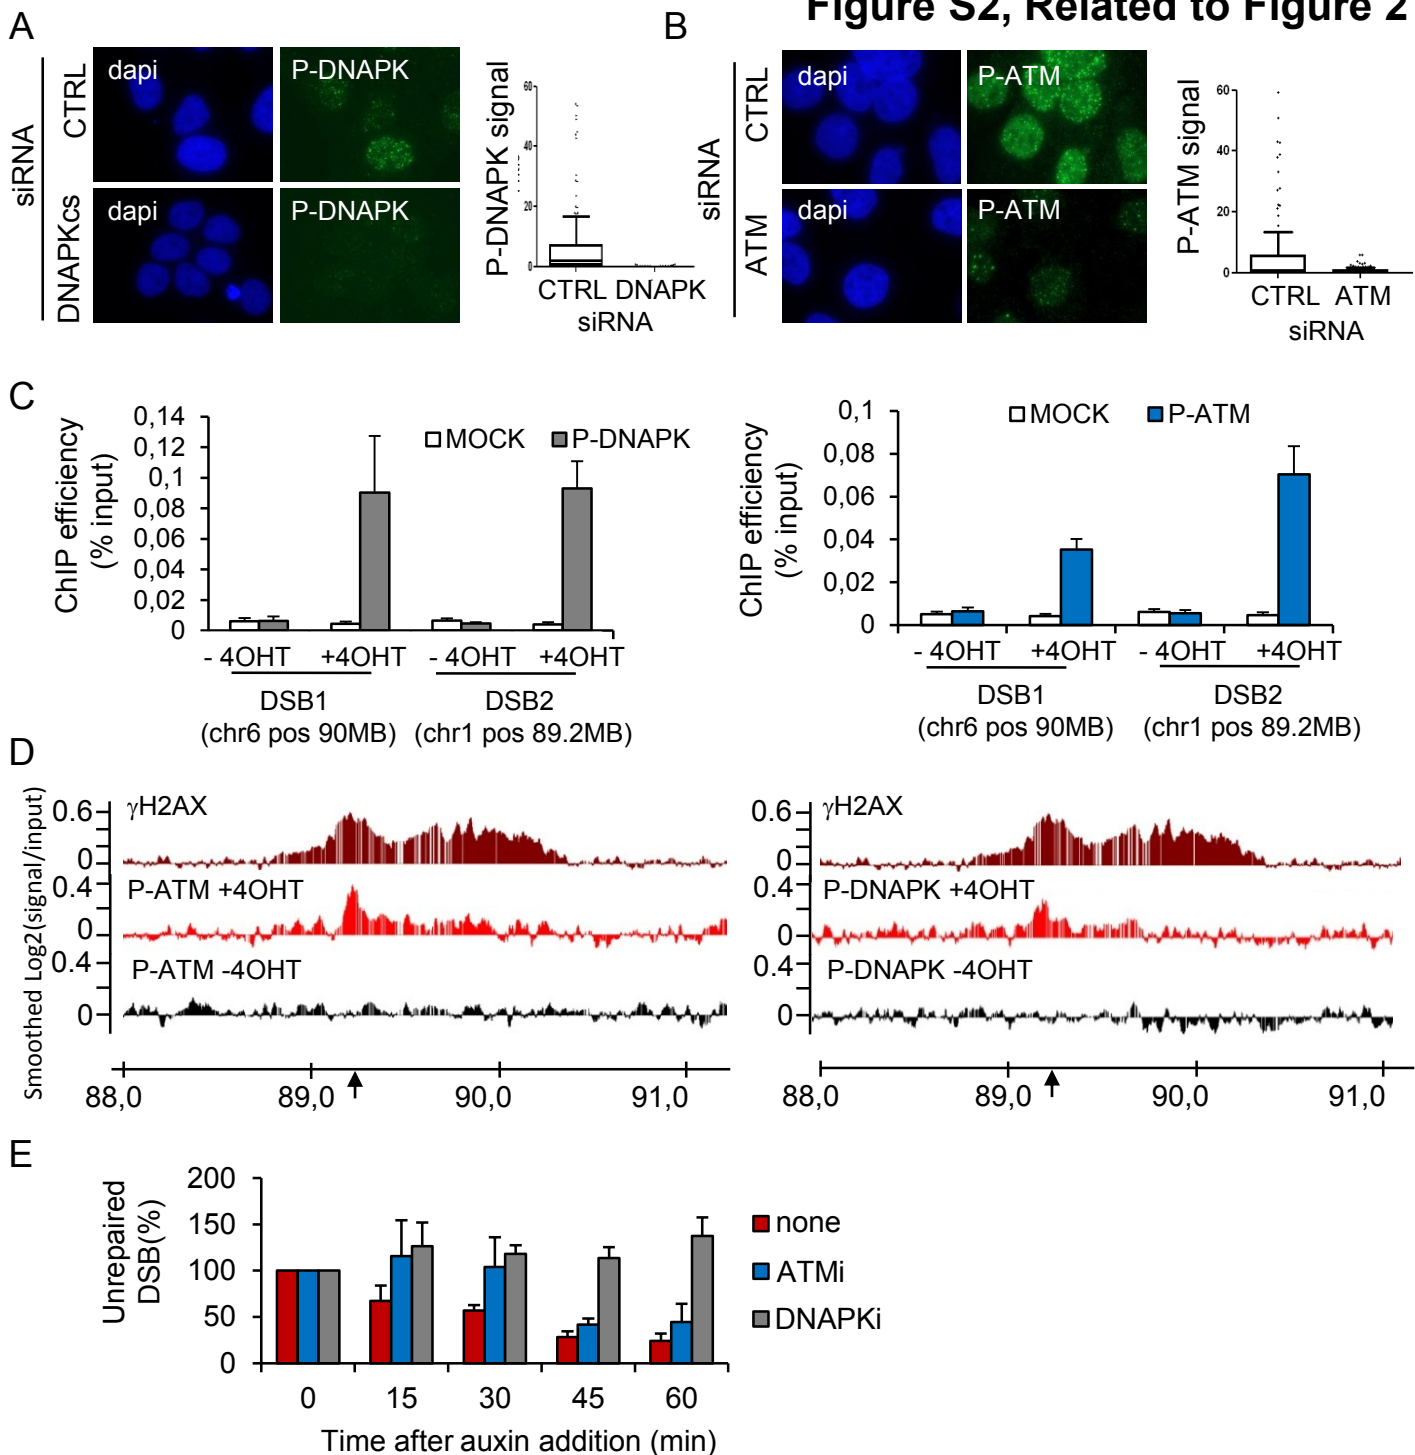 Figure S2, Related to Figure 2
A
siRNA
CTRL
DNAPKcs
dapi
P-DNAPK
dapi
P-DNAPK
P-DNAPK signal
60
40
20
0
CTRL DNAPK
siRNA
B
siRNA
CTRL
ATM
dapi
P-ATM
dapi
P-ATM
P-ATM signal
60
40
20
0
CTRL ATM
siRNA
C
ChIP efficiency
(% input)
0,14
0,12
0,1
0,08
0,06
0,04
0,02
0
MOCK P-DNAPK
- 4OHT +4OHT - 4OHT +4OHT
DSB1 DSB2
(chr6 pos 90MB) (chr1 pos 89.2MB)
ChIP efficiency
(% input)
0,1
0,08
0,06
0,04
0,02
0
MOCK P-ATM
- 4OHT +4OHT - 4OHT +4OHT
DSB1 DSB2
(chr6 pos 90MB) (chr1 pos 89.2MB)
D
Smoothed Log2(signal/input)
0.6
γH2AX
0
0.4
P-ATM +4OHT
0
0.4
P-ATM -4OHT
0
88,0 89,0 90,0 91,0
0.6
γH2AX
0
0.4
P-DNAPK +4OHT
0
0.4
P-DNAPK -4OHT
0
88,0 89,0 90,0 91,0
E
Unrepaired
DSB(%)
200
150
100
50
0
none
ATMi
DNAPKi
0 15 30 45 60
Time after auxin addition (min)